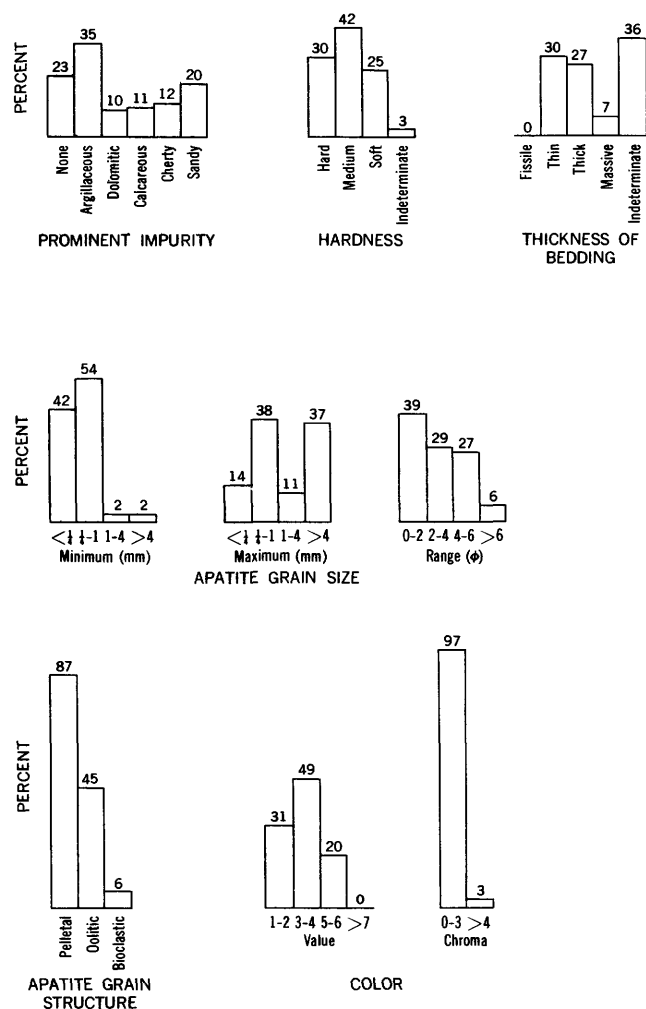 PERCENT
23
35
10
11
12
20
None
Argillaceous
Dolomitic
Calcareous
Cherty
Sandy
PROMINENT IMPURITY
30
42
25
3
Hard
Medium
Soft
Indeterminate
HARDNESS
0
30
27
7
36
Fissile
Thin
Thick
Massive
Indeterminate
THICKNESS OF
BEDDING
PERCENT
42
54
2
2
<¼ ¼-1 1-4 >4
Minimum (mm)
14
38
11
37
<¼ ¼-1 1-4 >4
Maximum (mm)
39
29
27
6
0-2 2-4 4-6 >6
Range (ϕ)
APATITE GRAIN SIZE
PERCENT
87
45
6
Pelletal
Oolitic
Bioclastic
APATITE GRAIN
STRUCTURE
31
49
20
0
1-2 3-4 5-6 >7
Value
97
3
0-3 >4
Chroma
COLOR